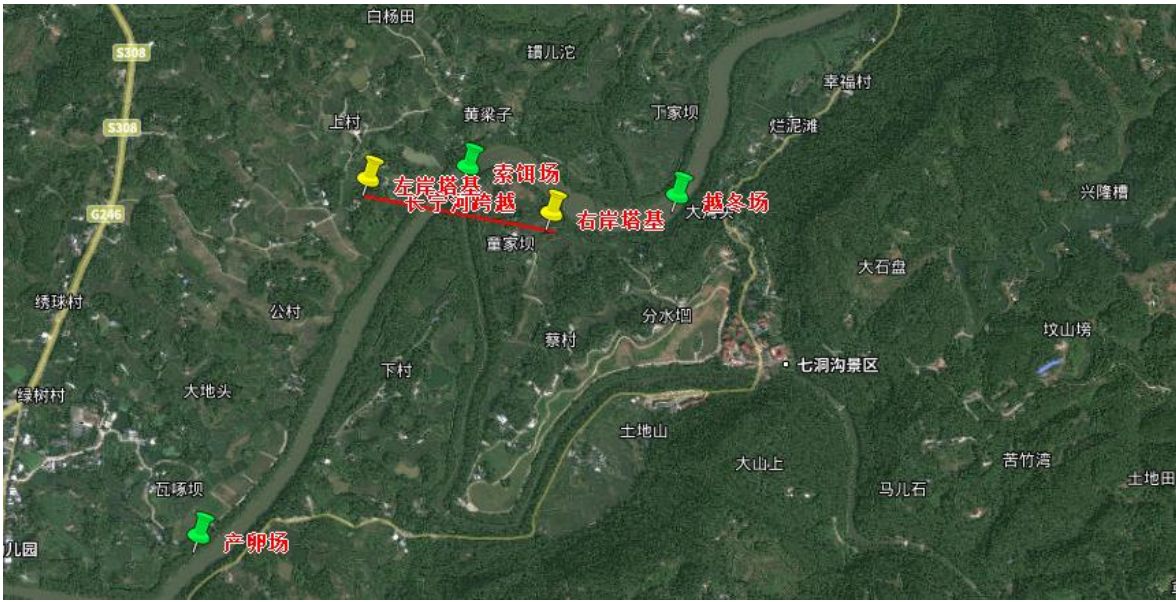 白杨田
S308
罐儿沱
幸福村
黄梁子
丁家坝
S308
上村
烂泥滩
索饵场
左岸塔基
长宁河跨越
越冬场
兴隆槽
G246
右岸塔基
童家坝
大石盘
绣球村
公村
分水凹
坟山塝
蔡村
下村
七洞沟景区
绿树村
大地头
土地山
大山上
苦竹湾
土地田
瓦啄坝
马儿石
产卵场
儿园